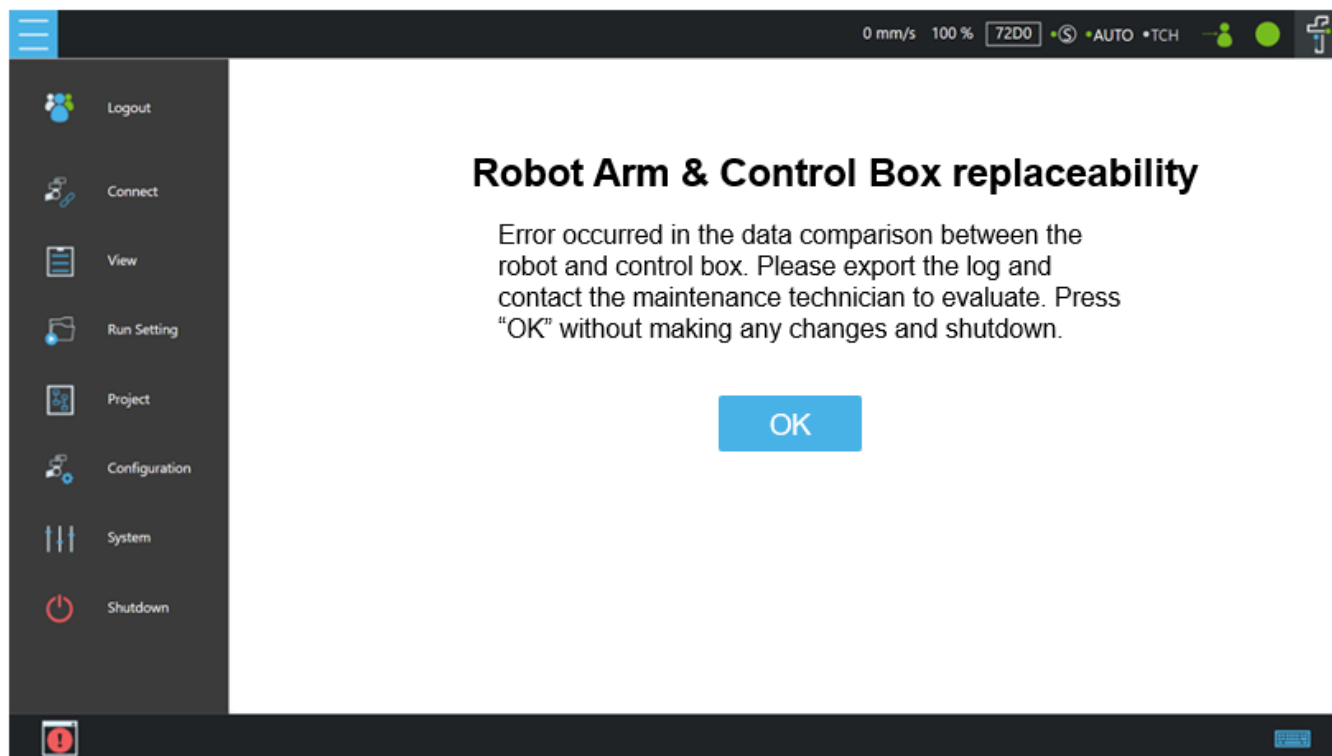 0 mm/s 100 % 72D0 S AUTO TCH
Logout
Connect
View
Run Setting
Project
Configuration
System
Shutdown
Robot Arm & Control Box replaceability
Error occurred in the data comparison between the
robot and control box. Please export the log and
contact the maintenance technician to evaluate. Press
“OK” without making any changes and shutdown.
OK